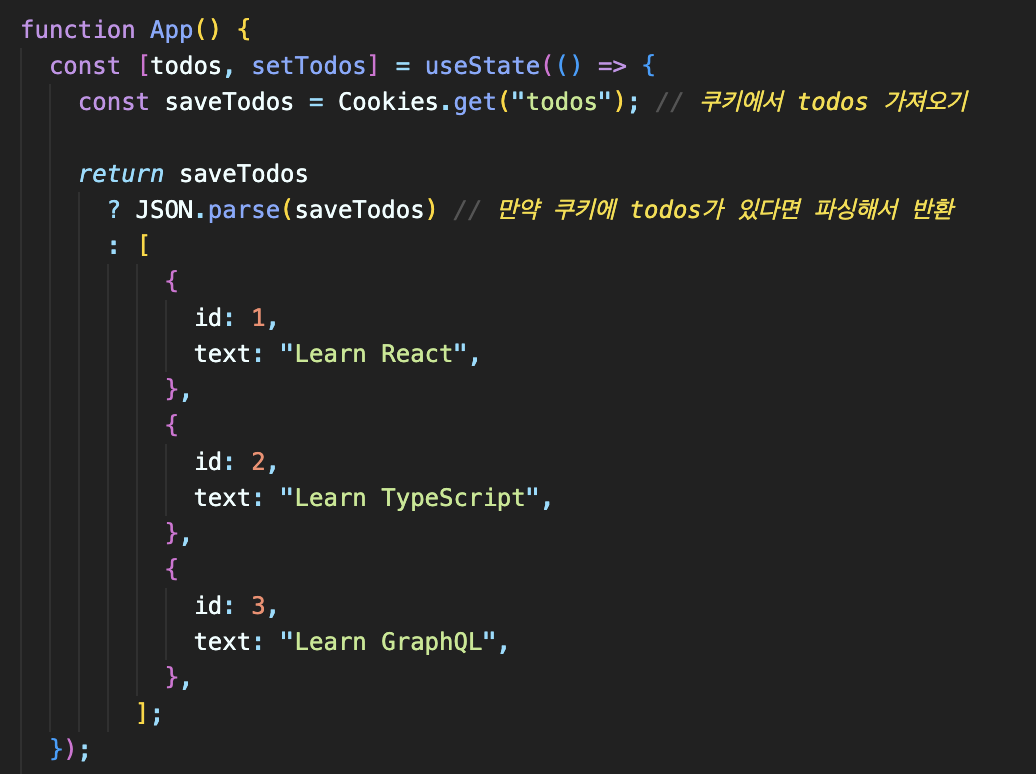 function App() {
const [todos, setTodos] = useState(() => {
const saveTodos = Cookies.get("todos"); // 쿠키에서 todos 가져오기
return saveTodos
? JSON.parse(saveTodos) // 만약 쿠키에 todos가 있다면 파싱해서 반환
: [
{
id: 1,
text: "Learn React",
},
{
id: 2,
text: "Learn TypeScript",
},
{
id: 3,
text: "Learn GraphQL",
},
];
});